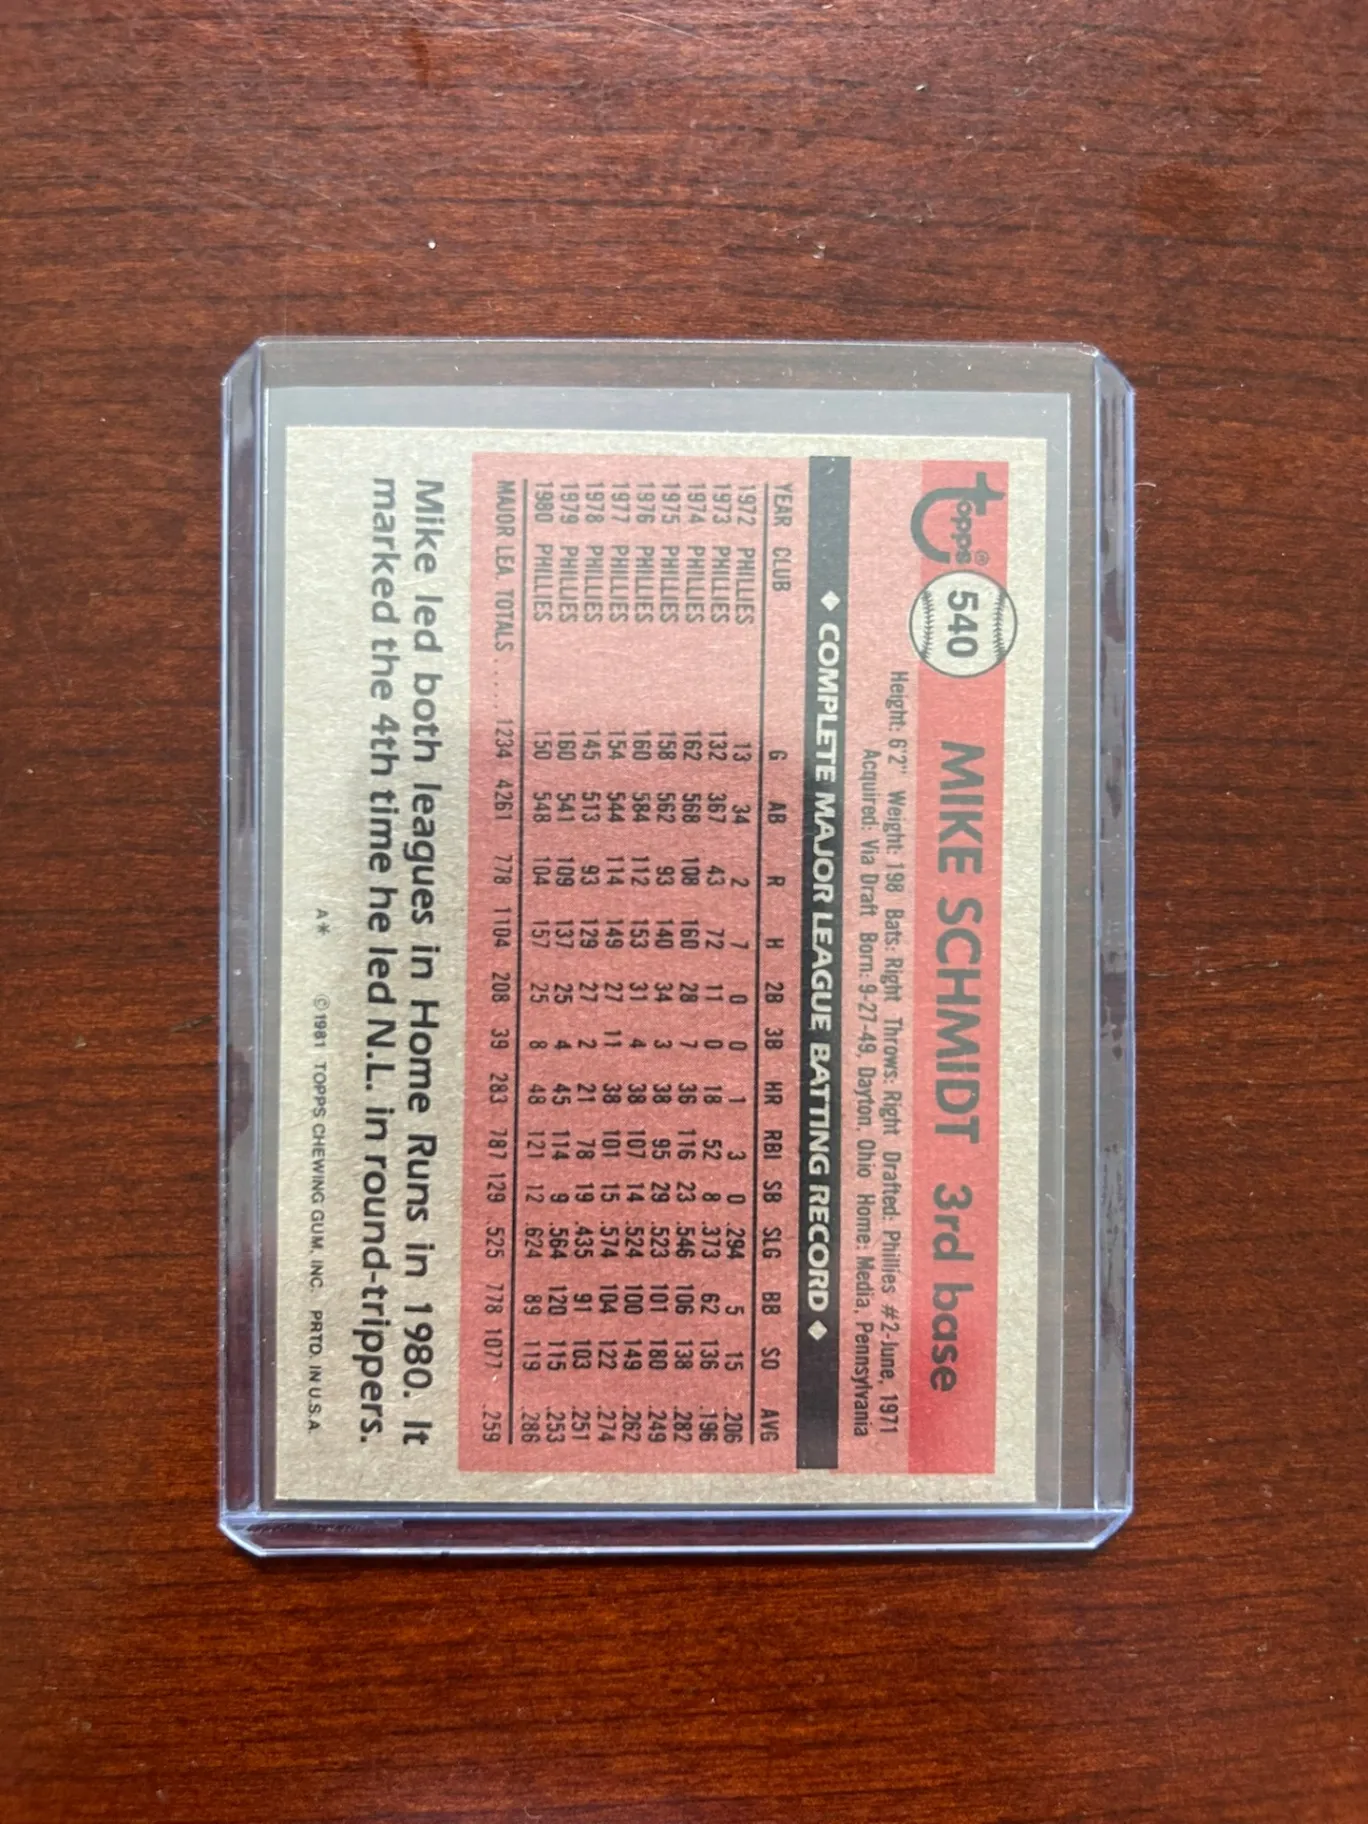 Topps® 540 MIKE SCHMIDT 3rd base
Height: 6'2" Weight: 198 Bats: Right Throws: Right Drafted: Phillies #2-June, 1971
Acquired: Via Draft Born: 9-27-49, Dayton, Ohio Home: Media, Pennsylvania
♦ COMPLETE MAJOR LEAGUE BATTING RECORD ♦
YEAR CLUB G AB R H 2B 3B HR RBI SB SLG BB SO AVG
1972 PHILLIES 13 34 2 7 0 0 1 3 0 .294 5 15 .206
1973 PHILLIES 132 367 43 72 11 0 18 52 8 .373 62 136 .196
1974 PHILLIES 162 568 108 160 28 7 36 116 23 .546 106 138 .282
1975 PHILLIES 158 562 93 140 34 3 38 95 29 .523 101 180 .249
1976 PHILLIES 160 584 112 153 31 4 38 107 14 .524 100 149 .262
1977 PHILLIES 154 544 114 149 27 11 38 101 15 .574 104 122 .274
1978 PHILLIES 145 513 93 129 27 2 21 78 19 .435 91 103 .251
1979 PHILLIES 160 541 109 137 25 4 45 114 9 .564 120 115 .253
1980 PHILLIES 150 548 104 157 25 8 48 121 12 .624 89 119 .286
MAJOR LEA. TOTALS ..... 1234 4261 778 1104 208 39 283 787 129 .525 778 1077 .259
Mike led both leagues in Home Runs in 1980. It
marked the 4th time he led N.L. in round-trippers.
A* ©1981 TOPPS CHEWING GUM, INC. PRTD. IN U.S.A.